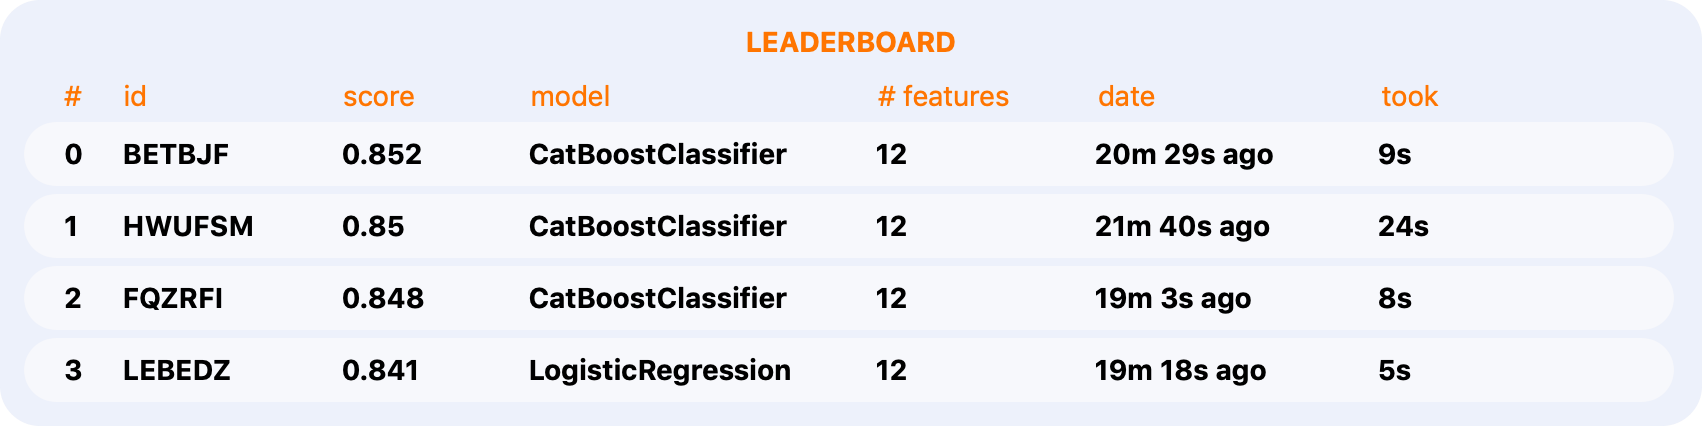 LEADERBOARD
# id score model # features date took
0 BETBJF 0.852 CatBoostClassifier 12 20m 29s ago 9s
1 HWUFSM 0.85 CatBoostClassifier 12 21m 40s ago 24s
2 FQZRFI 0.848 CatBoostClassifier 12 19m 3s ago 8s
3 LEBEDZ 0.841 LogisticRegression 12 19m 18s ago 5s